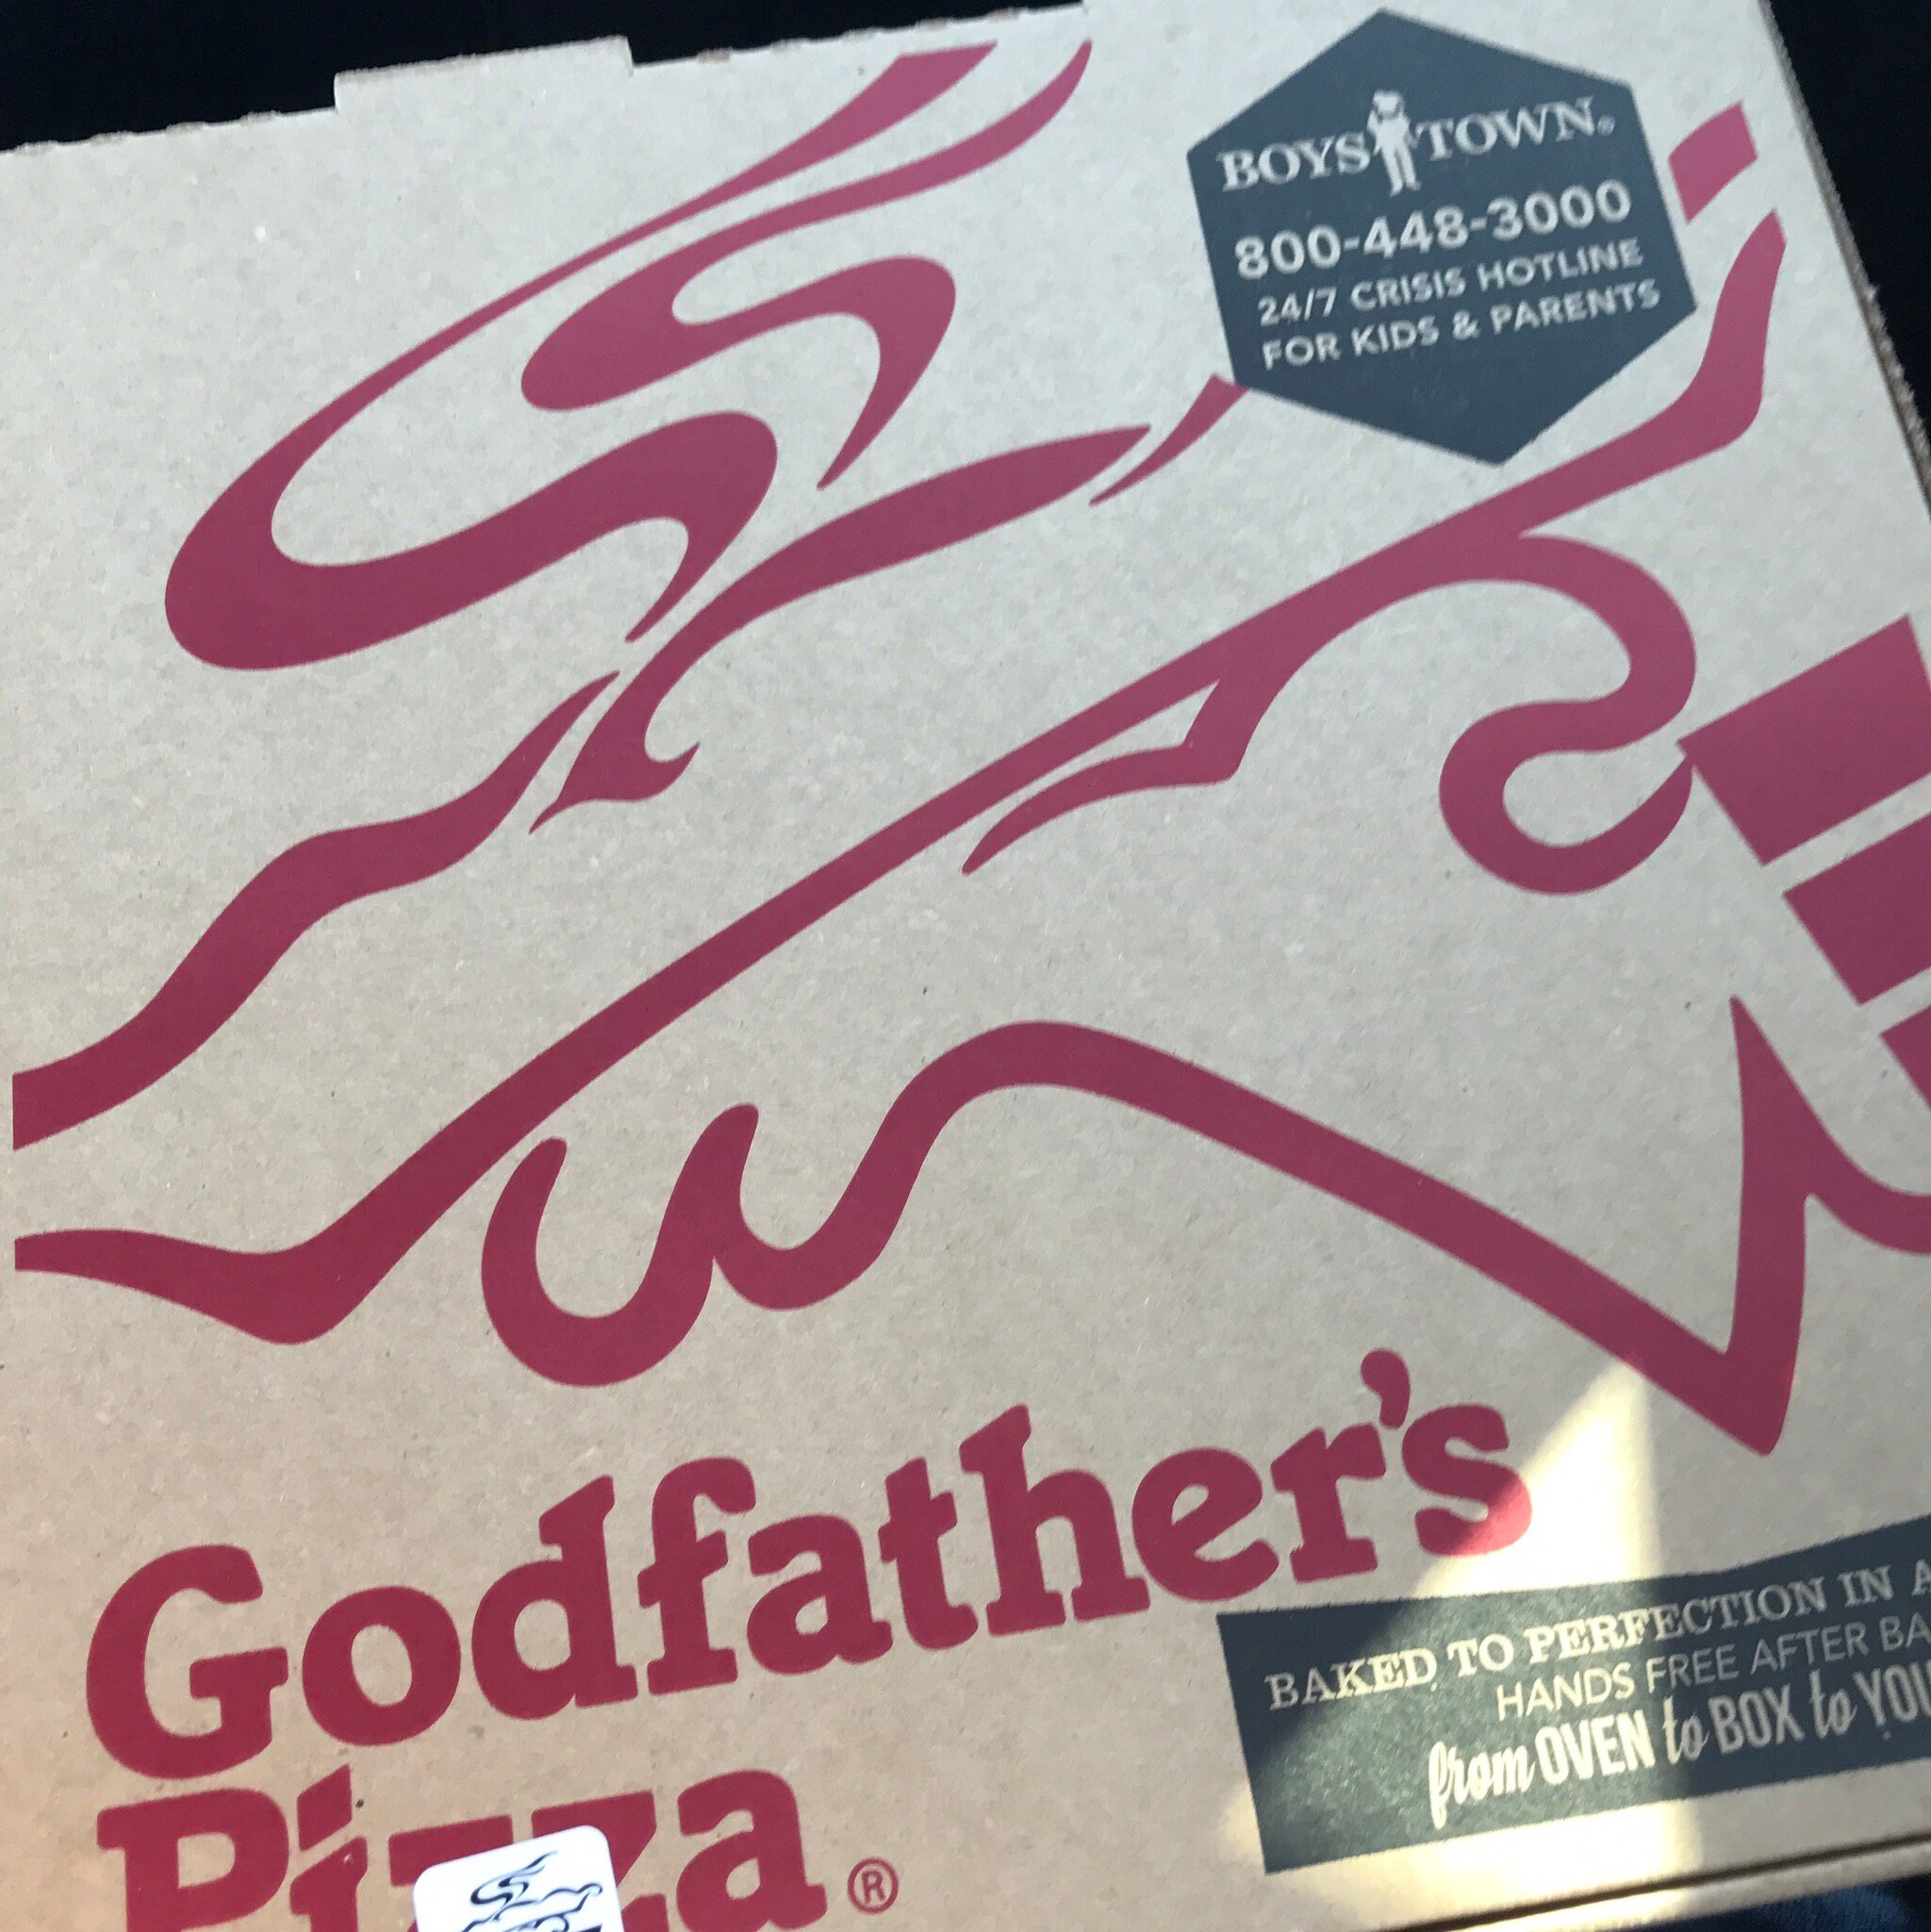 BOYS TOWN®
800-448-3000
24/7 CRISIS HOTLINE
FOR KIDS & PARENTS
Godfather's
Pizza®
BAKED TO PERFECTION IN A
HANDS FREE AFTER
from OVEN to BOX to